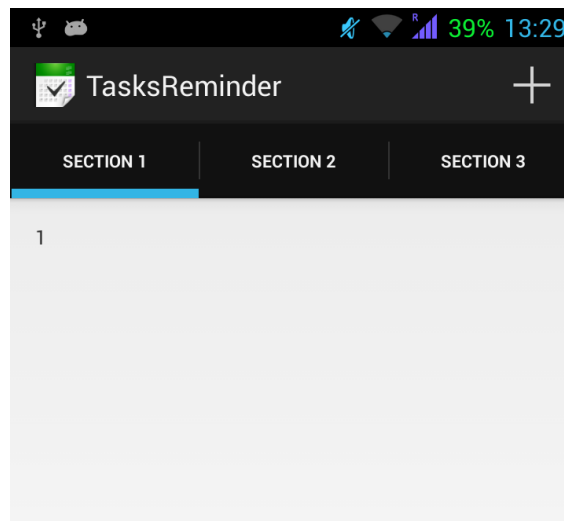 R 39% 13:29
TasksReminder
SECTION 1 SECTION 2 SECTION 3
1